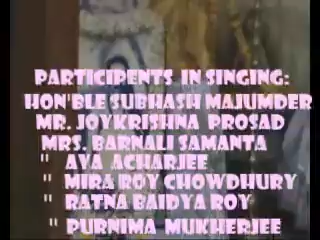 PARTICIPENTS IN SINGING:
HON'BLE SUBHASH MAJUMDER
MR. JOYKRISHNA PROSAD
MRS. BARNALI SAMANTA
" AYA ACHARJEE
" MIRA ROY CHOWDHURY
" RATNA BAIDYA ROY
" PURNIMA MUKHERJEE